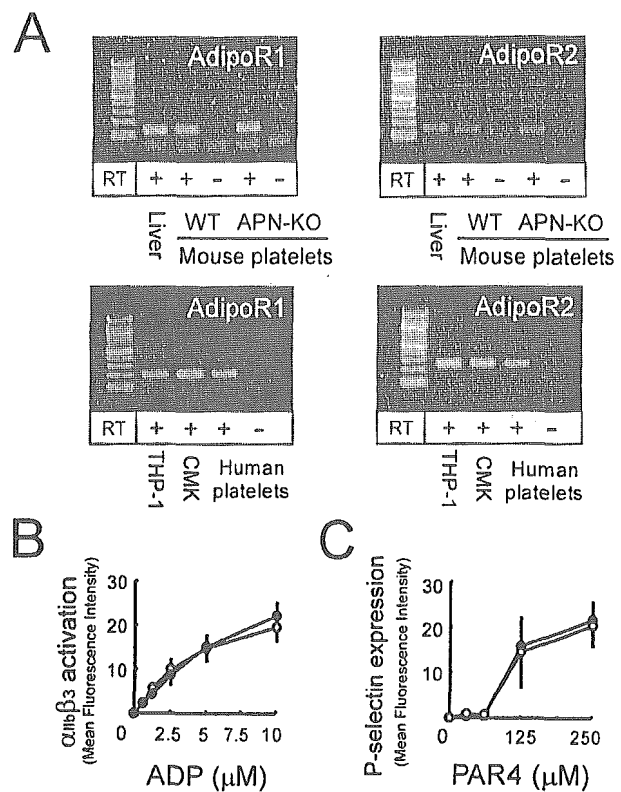 A
AdipoR1
RT + + - + -
Liver WT APN-KO
Mouse platelets
AdipoR2
RT + + - + -
Liver WT APN-KO
Mouse platelets
AdipoR1
RT + + + -
THP-1 CMK Human platelets
AdipoR2
RT + + + -
THP-1 CMK Human platelets
B
αIIbβ3 activation
(Mean Fluorescence Intensity)
30
20
10
0 2.5 5 7.5 10
ADP (μM)
C
P-selectin expression
(Mean Fluorescence Intensity)
30
20
10
0 125 250
PAR4 (μM)